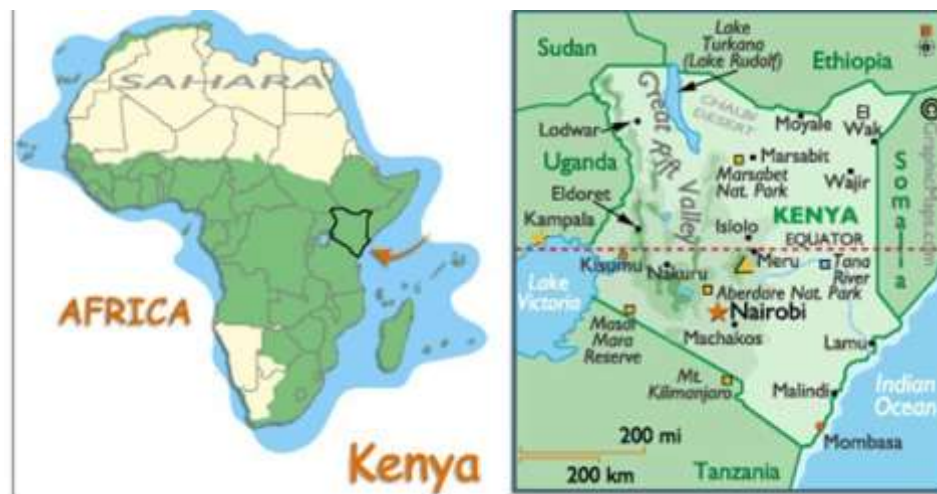 SAHARA
AFRICA
Kenya
Lake
Turkana
(Lake Rudolf)
Sudan
Ethiopia
Great Rift Valley
CHALBI
DESERT
Lodwar
Moyale
Wak
Uganda
Marsabit
Marsabet
Nat. Park
Wajir
Somalia
GraphicMaps.com
Eldoret
Kampala
KENYA
Isiolo
EQUATOR
Kisumu
Nakuru
Meru
Tana
River
Lake
Victoria
Aberdare Nat. Park
Nairobi
Masai
Mara
Reserve
Machakos
Lamu
Mt.
Kilimanjaro
Malindi
Indian
Ocean
200 mi
200 km
Mombasa
Tanzania